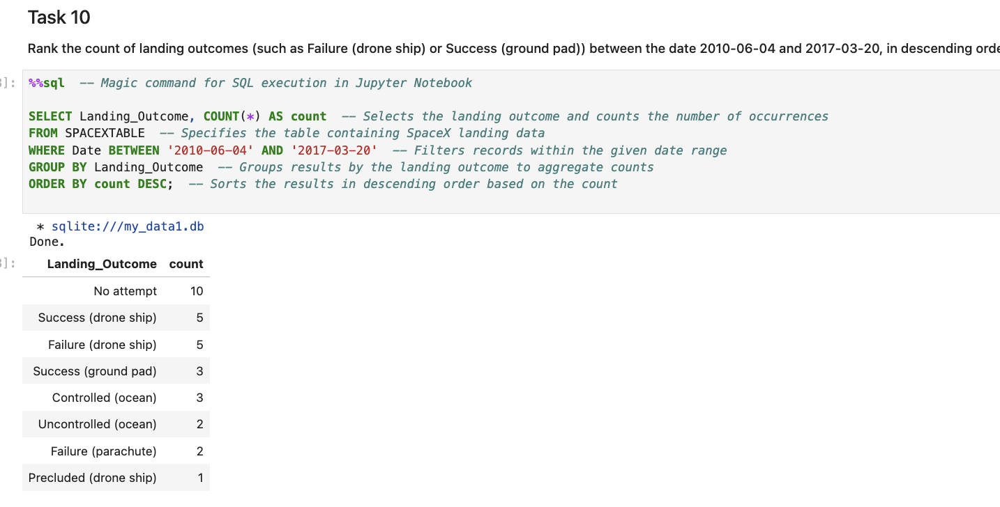 Task 10
Rank the count of landing outcomes (such as Failure (drone ship) or Success (ground pad)) between the date 2010-06-04 and 2017-03-20, in descending orde
]: %%sql -- Magic command for SQL execution in Jupyter Notebook
SELECT Landing_Outcome, COUNT(*) AS count -- Selects the landing outcome and counts the number of occurrences
FROM SPACEXTABLE -- Specifies the table containing SpaceX landing data
WHERE Date BETWEEN '2010-06-04' AND '2017-03-20' -- Filters records within the given date range
GROUP BY Landing_Outcome -- Groups results by the landing outcome to aggregate counts
ORDER BY count DESC; -- Sorts the results in descending order based on the count
* sqlite:///my_data1.db
Done.
]: Landing_Outcome count
No attempt 10
Success (drone ship) 5
Failure (drone ship) 5
Success (ground pad) 3
Controlled (ocean) 3
Uncontrolled (ocean) 2
Failure (parachute) 2
Precluded (drone ship) 1